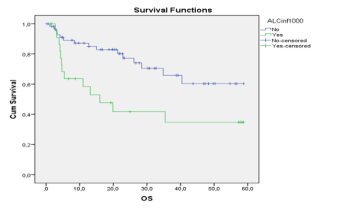 Survival Functions
ALCinf1000
No
Yes
No-censored
Yes-censored
Cum Survival
1,0
0,8
0,6
0,4
0,2
0,0
,0 10,0 20,0 30,0 40,0 50,0 60,0
OS